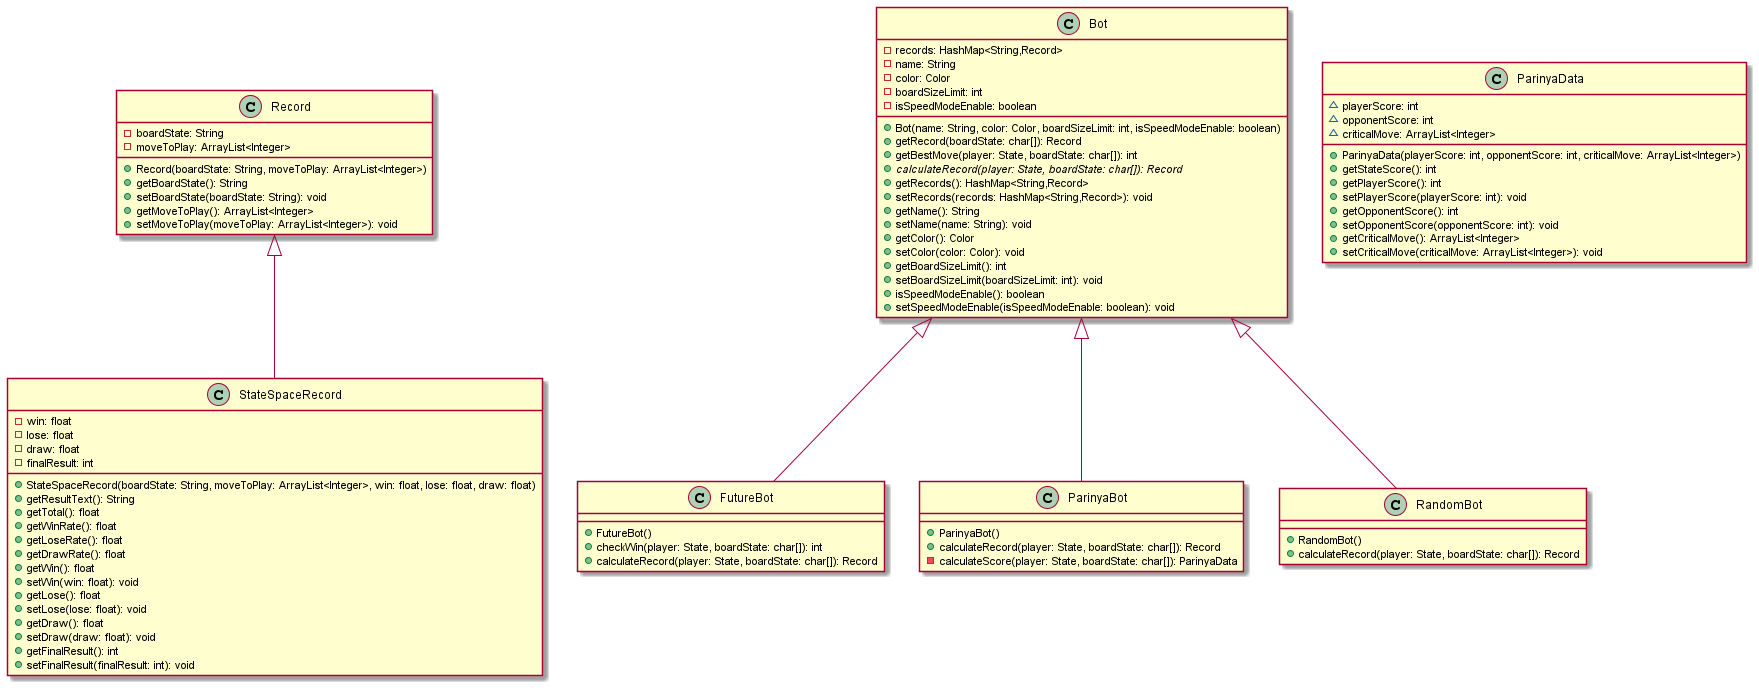 C Record
boardState: String
moveToPlay: ArrayList<Integer>
Record(boardState: String, moveToPlay: ArrayList<Integer>)
getBoardState(): String
setBoardState(boardState: String): void
getMoveToPlay(): ArrayList<Integer>
setMoveToPlay(moveToPlay: ArrayList<Integer>): void
C Bot
records: HashMap<String,Record>
name: String
color: Color
boardSizeLimit: int
isSpeedModeEnable: boolean
Bot(name: String, color: Color, boardSizeLimit: int, isSpeedModeEnable: boolean)
getRecord(boardState: char[]): Record
getBestMove(player: State, boardState: char[]): int
calculateRecord(player: State, boardState: char[]): Record
getRecords(): HashMap<String,Record>
setRecords(records: HashMap<String,Record>): void
getName(): String
setName(name: String): void
getColor(): Color
setColor(color: Color): void
getBoardSizeLimit(): int
setBoardSizeLimit(boardSizeLimit: int): void
isSpeedModeEnable(): boolean
setSpeedModeEnable(isSpeedModeEnable: boolean): void
C ParinyaData
playerScore: int
opponentScore: int
criticalMove: ArrayList<Integer>
ParinyaData(playerScore: int, opponentScore: int, criticalMove: ArrayList<Integer>)
getStateScore(): int
getPlayerScore(): int
setPlayerScore(playerScore: int): void
getOpponentScore(): int
setOpponentScore(opponentScore: int): void
getCriticalMove(): ArrayList<Integer>
setCriticalMove(criticalMove: ArrayList<Integer>): void
C StateSpaceRecord
win: float
lose: float
draw: float
finalResult: int
StateSpaceRecord(boardState: String, moveToPlay: ArrayList<Integer>, win: float, lose: float, draw: float)
getResultText(): String
getTotal(): float
getWinRate(): float
getLoseRate(): float
getDrawRate(): float
getWin(): float
setWin(win: float): void
getLose(): float
setLose(lose: float): void
getDraw(): float
setDraw(draw: float): void
getFinalResult(): int
setFinalResult(finalResult: int): void
C FutureBot
FutureBot()
checkWin(player: State, boardState: char[]): int
calculateRecord(player: State, boardState: char[]): Record
C ParinyaBot
ParinyaBot()
calculateRecord(player: State, boardState: char[]): Record
calculateScore(player: State, boardState: char[]): ParinyaData
C RandomBot
RandomBot()
calculateRecord(player: State, boardState: char[]): Record